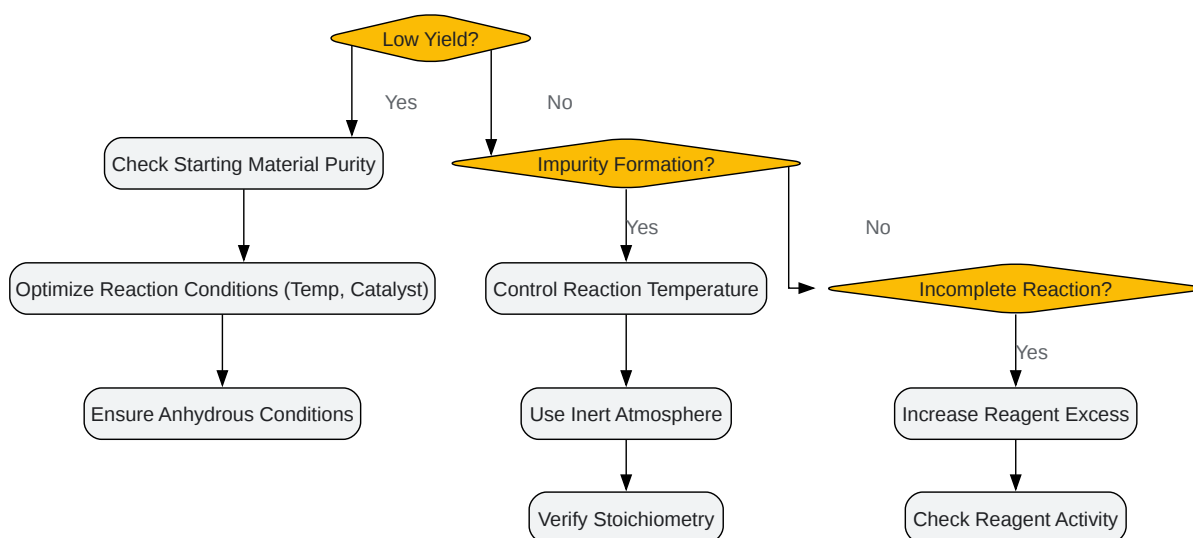 Low Yield?
Yes
No
Check Starting Material Purity
Impurity Formation?
Yes
No
Optimize Reaction Conditions (Temp, Catalyst)
Control Reaction Temperature
Incomplete Reaction?
Yes
Ensure Anhydrous Conditions
Use Inert Atmosphere
Increase Reagent Excess
Verify Stoichiometry
Check Reagent Activity